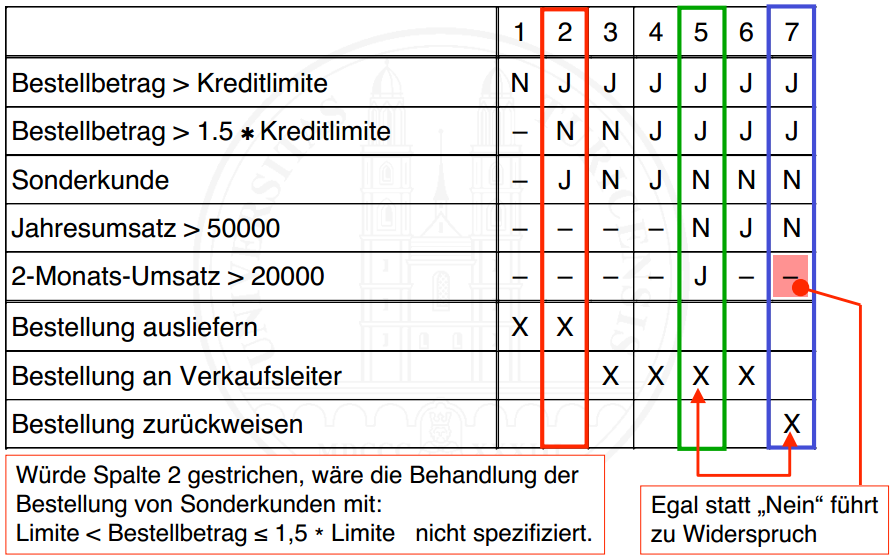 1 2 3 4 5 6 7
Bestellbetrag > Kreditlimite N J J J J J J
Bestellbetrag > 1.5 ∗ Kreditlimite – N N J J J J
Sonderkunde – J N J N N N
Jahresumsatz > 50000 – – – – N J N
2-Monats-Umsatz > 20000 – – – – J – –
Bestellung ausliefern X X
Bestellung an Verkaufsleiter X X X X
Bestellung zurückweisen X
Würde Spalte 2 gestrichen, wäre die Behandlung der
Bestellung von Sonderkunden mit:
Limite < Bestellbetrag ≤ 1,5 * Limite nicht spezifiziert.
Egal statt „Nein“ führt
zu Widerspruch